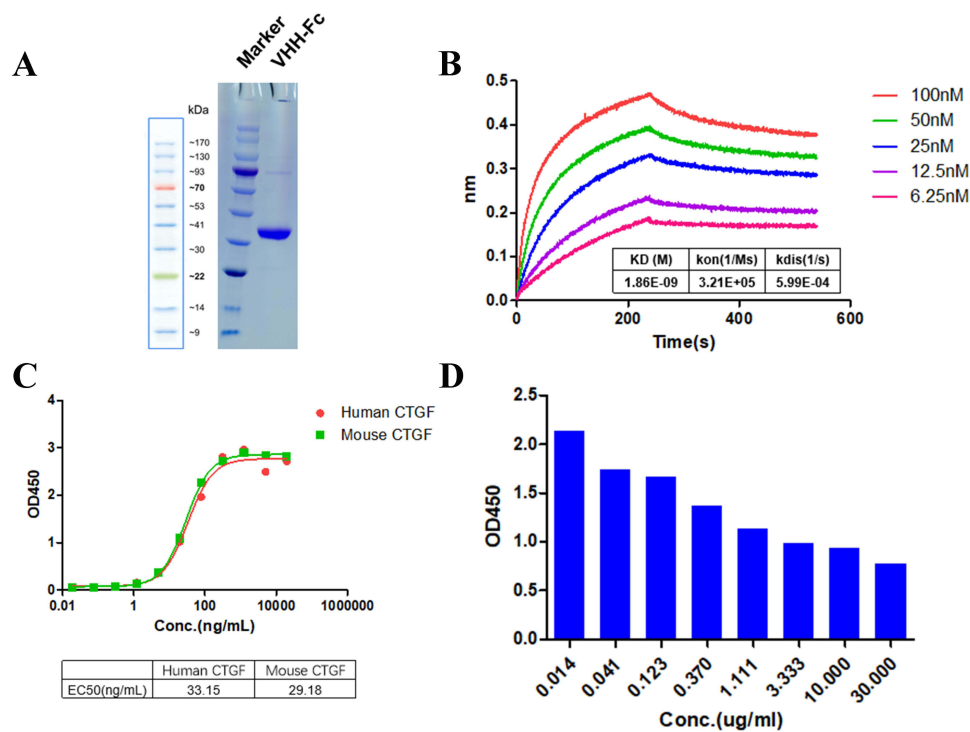 A
Marker
VHH-Fc
kDa
~170
~130
~93
~70
~53
~41
~30
~22
~14
~9
B
0.5
0.4
0.3
0.2
0.1
0.0
nm
0
200
400
600
Time(s)
100nM
50nM
25nM
12.5nM
6.25nM
KD (M) kon(1/Ms) kdis(1/s)
1.86E-09 3.21E+05 5.99E-04
C
4
3
2
1
0
OD450
0.01 1 100 10000 1000000
Conc.(ng/mL)
Human CTGF
Mouse CTGF
Human CTGF Mouse CTGF
EC50(ng/mL) 33.15 29.18
D
2.5
2.0
1.5
1.0
0.5
0.0
OD450
0.014 0.041 0.123 0.370 1.111 3.333 10.000 30.000
Conc.(ug/ml)